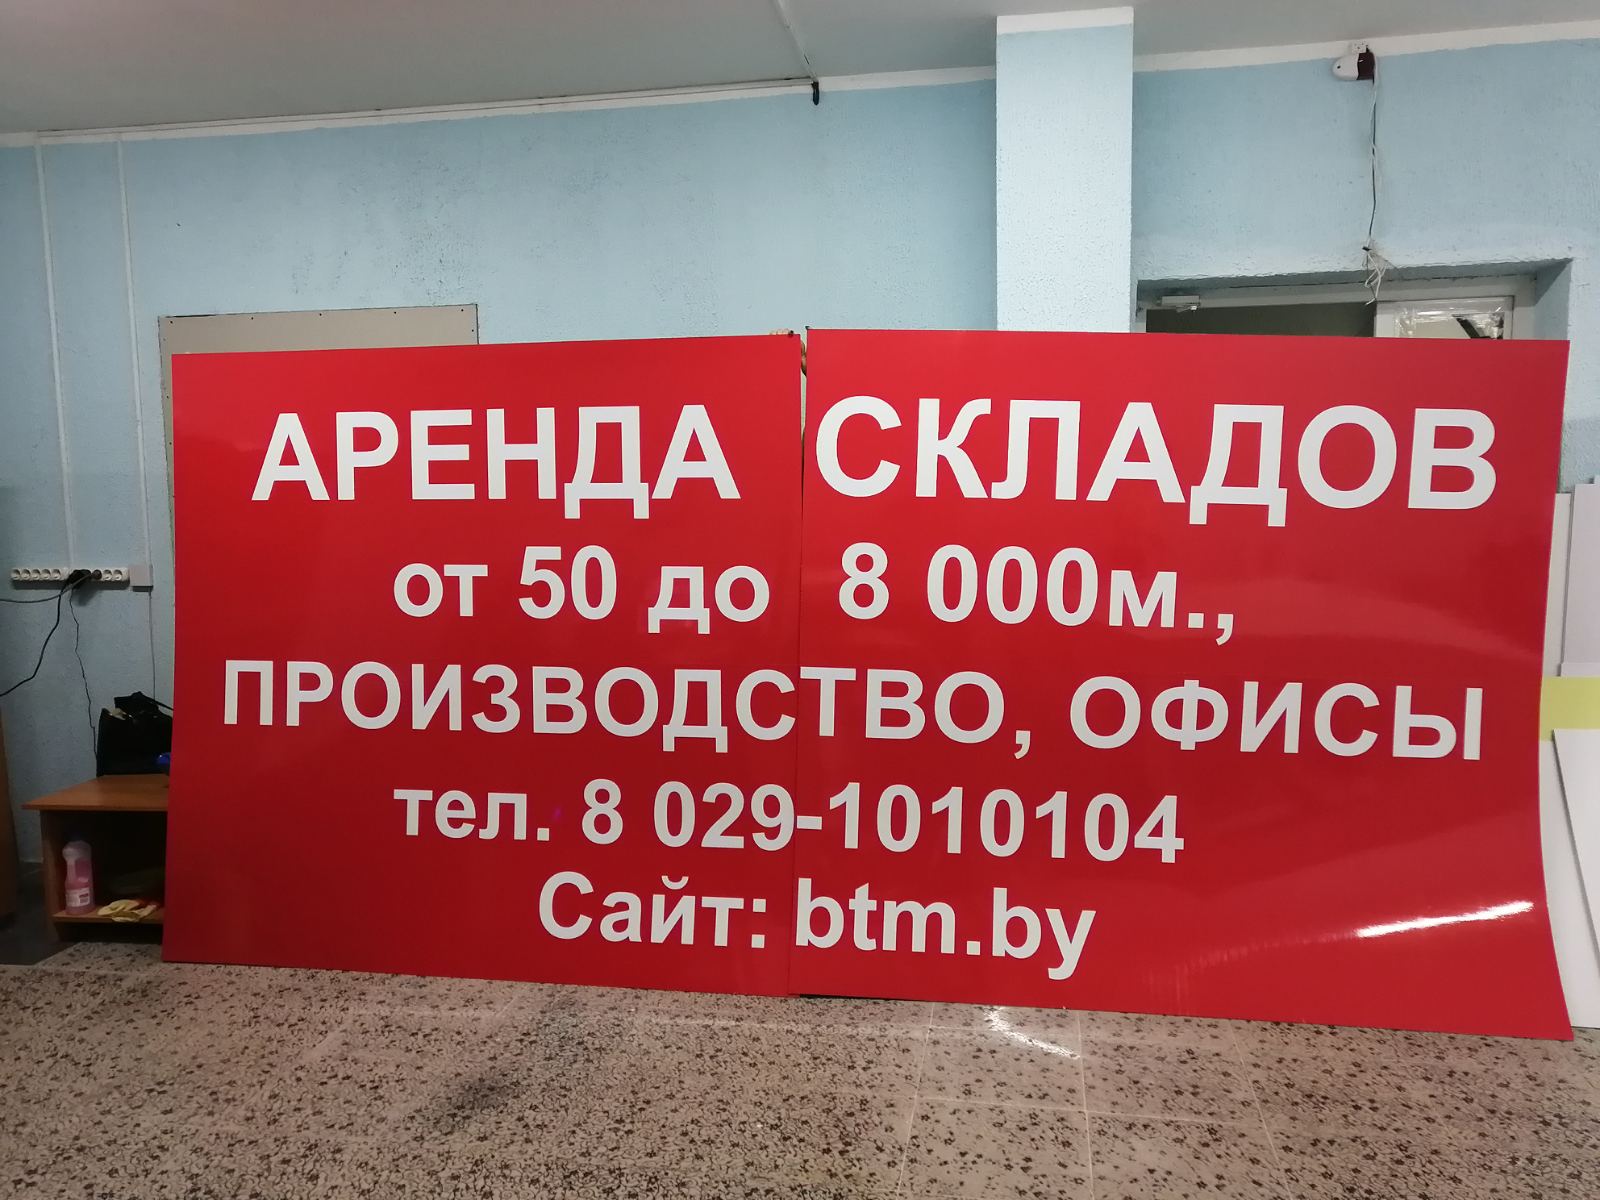 АРЕНДА СКЛАДОВ
от 50 до 8 000м.,
ПРОИЗВОДСТВО, ОФИСЫ
тел. 8 029-1010104
Сайт: btm.by